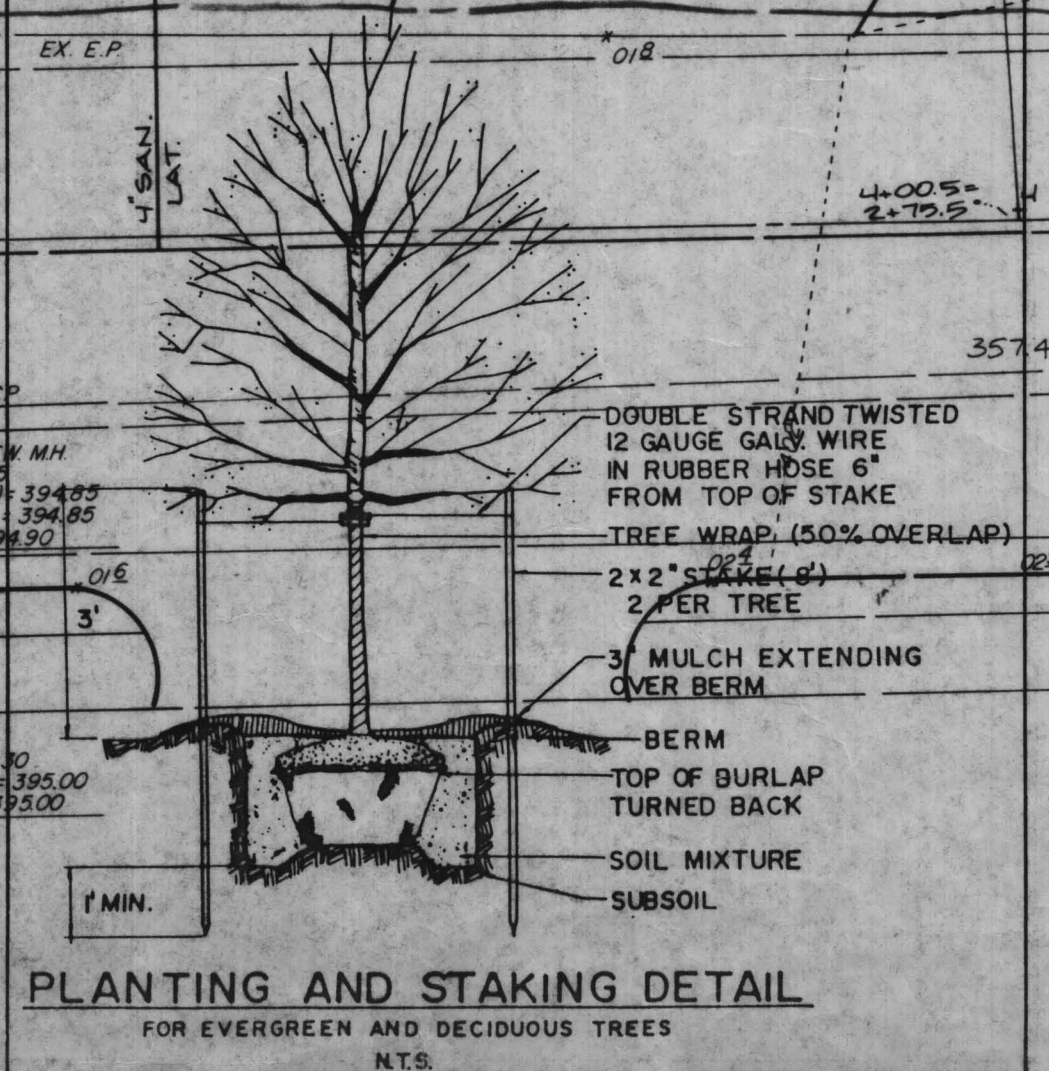 EX. E.P.
018
4" SAN.
LAT.
4+00.5=
2+75.5
357.4
DOUBLE STRAND TWISTED
12 GAUGE GALV. WIRE
IN RUBBER HOSE 6"
FROM TOP OF STAKE
W. M.H.
= 394.85
= 394.85
94.90
TREE WRAP (50% OVERLAP)
016
024
2 x 2" STAKE (8')
2 PER TREE
3'
3" MULCH EXTENDING
OVER BERM
BERM
= 395.00
395.00
TOP OF BURLAP
TURNED BACK
SOIL MIXTURE
SUBSOIL
1' MIN.
PLANTING AND STAKING DETAIL
FOR EVERGREEN AND DECIDUOUS TREES
N.T.S.